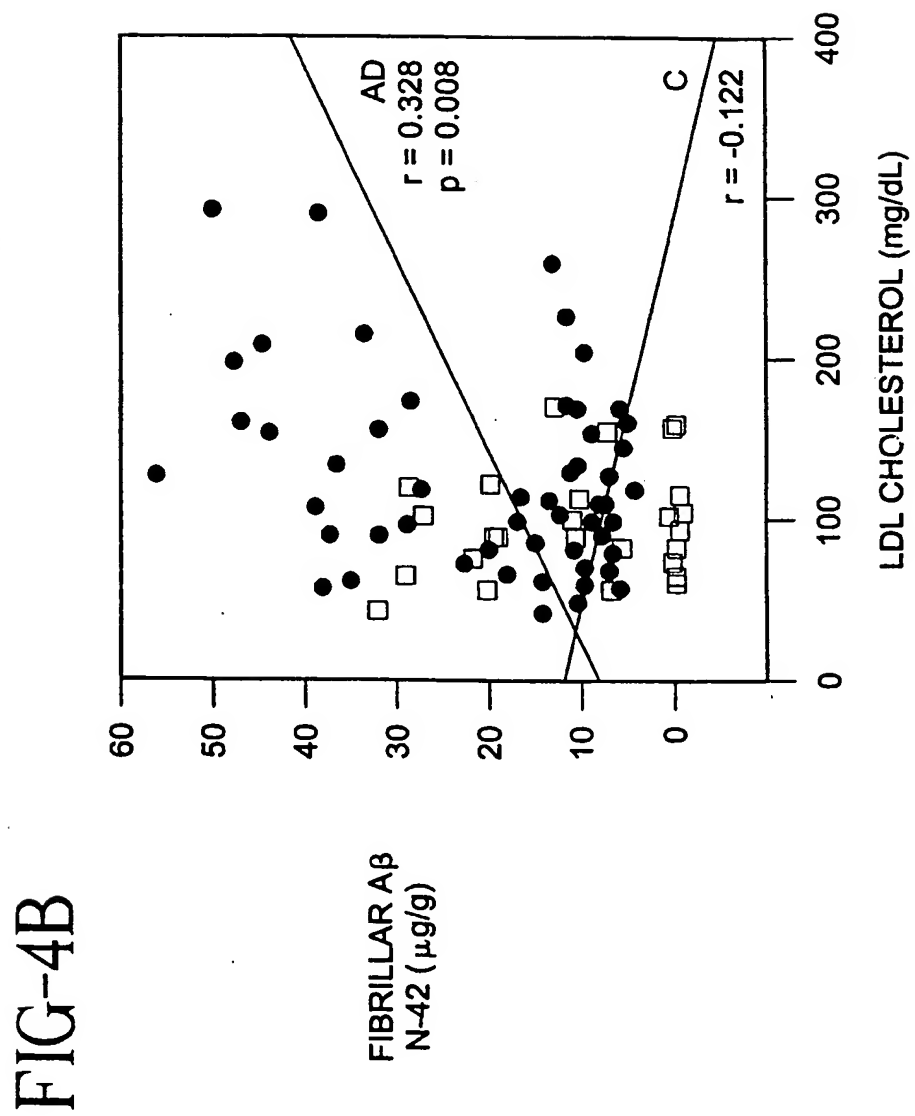 FIG-4B
FIBRILLAR Aβ
N-42 (μg/g)
60
50
40
30
20
10
0
AD
r = 0.328
p = 0.008
C
r = -0.122
0
100
200
300
400
LDL CHOLESTEROL (mg/dL)